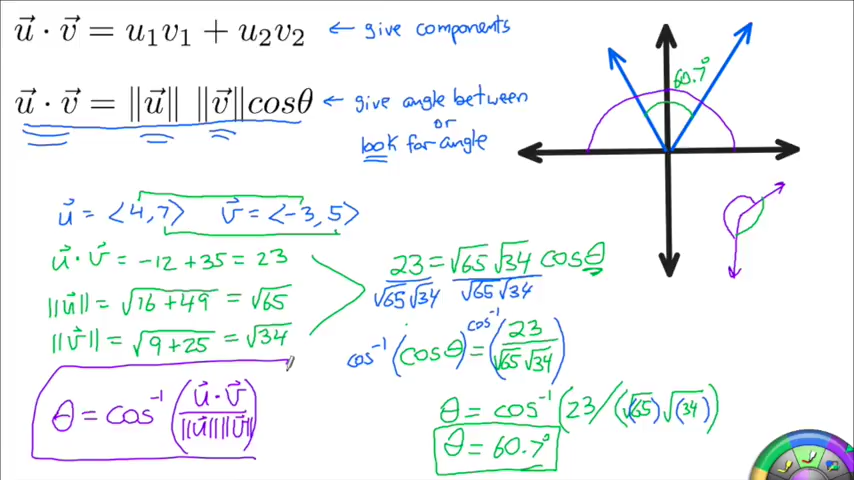 u⃗ · v⃗ = u₁v₁ + u₂v₂ ← give components
u⃗ · v⃗ = ‖u⃗‖ ‖v⃗‖cosθ ← give angle between
or
look for angle
60.7°
u⃗ = ⟨4,7⟩ v⃗ = ⟨-3,5⟩
u⃗ · v⃗ = -12 + 35 = 23
‖u⃗‖ = √(16+49) = √65
‖v⃗‖ = √(9+25) = √34
θ = cos⁻¹(u⃗ · v⃗ / ‖u⃗‖‖v⃗‖)
23 = √65 √34 cosθ
√65 √34 √65 √34
cos⁻¹(cosθ) = cos⁻¹(23 / √65 √34)
θ = cos⁻¹(23/(√(65) √(34))
θ = 60.7°